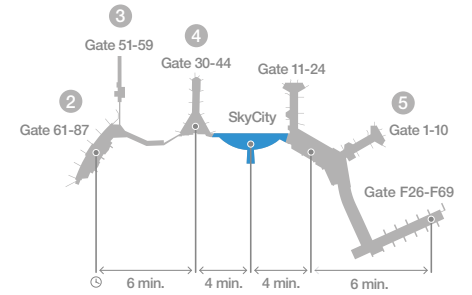 3
Gate 51-59
4
Gate 30-44
Gate 11-24
2
Gate 61-87
SkyCity
5
Gate 1-10
Gate F26-F69
6 min.
4 min.
4 min.
6 min.